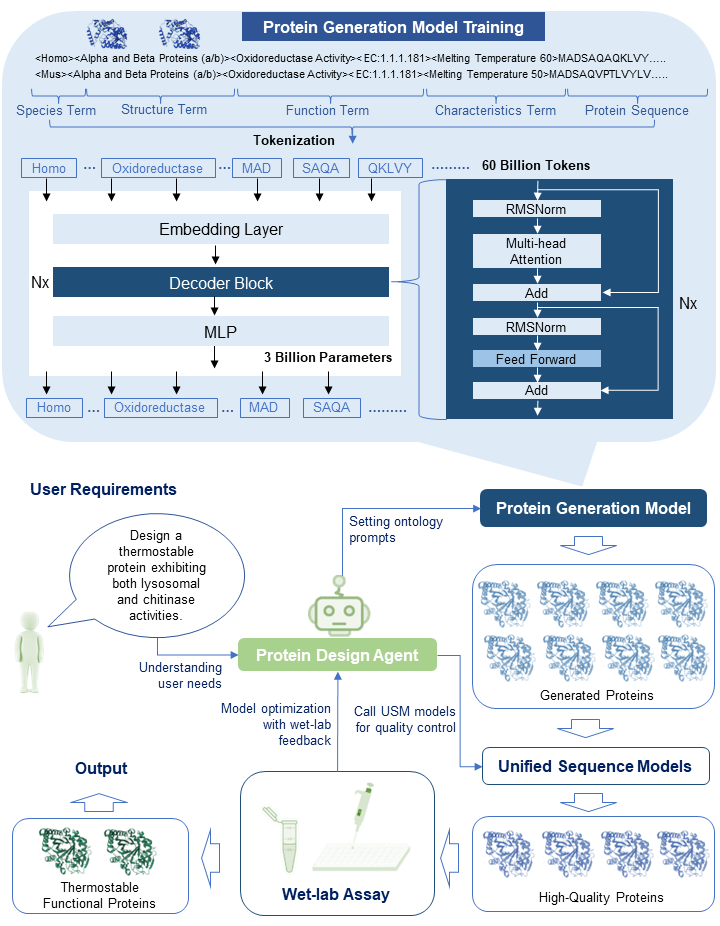 Protein Generation Model Training
<Homo><Alpha and Beta Proteins (a/b)><Oxidoreductase Activity><EC:1.1.1.181><Melting Temperature 60>MADSAQAQKLVY.....
<Mus><Alpha and Beta Proteins (a/b)><Oxidoreductase Activity><EC:1.1.1.181><Melting Temperature 50>MADSAQVPTLVYLV.....
Species Term Structure Term Function Term Characteristics Term Protein Sequence
Tokenization
Homo ... Oxidoreductase ... MAD SAQA QKLVY ......... 60 Billion Tokens
Embedding Layer
Nx Decoder Block
MLP
3 Billion Parameters
Homo ... Oxidoreductase ... MAD SAQA .........
RMSNorm
Multi-head
Attention
Add
Nx
RMSNorm
Feed Forward
Add
User Requirements
Design a
thermostable
protein exhibiting
both lysosomal
and chitinase
activities.
Understanding
user needs
Setting ontology
prompts
Protein Generation Model
Protein Design Agent
Generated Proteins
Model optimization
with wet-lab
feedback
Call USM models
for quality control
Unified Sequence Models
High-Quality Proteins
Wet-lab Assay
Output
Thermostable
Functional Proteins